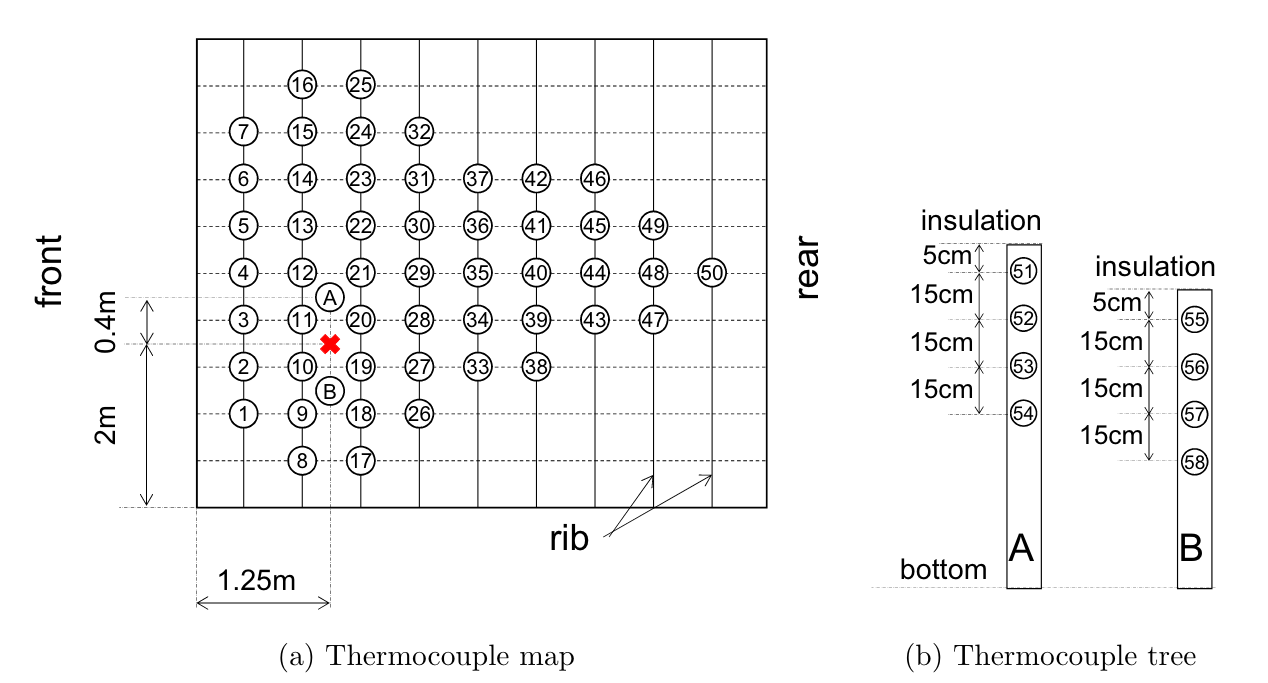 16 25
7 15 24 32
6 14 23 31 37 42 46
5 13 22 30 36 41 45 49
4 12 21 29 35 40 44 48 50
A
3 11 20 28 34 39 43 47
2 10 19 27 33 38
B
1 9 18 26
8 17
front
rear
0.4m
2m
1.25m
rib
(a) Thermocouple map
insulation
5cm
51
15cm
52
15cm
53
15cm
54
A
insulation
5cm
55
15cm
56
15cm
57
15cm
58
B
bottom
(b) Thermocouple tree